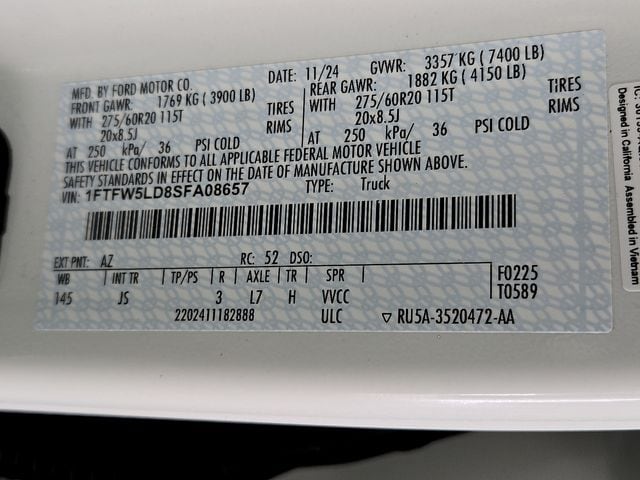 MFD. BY FORD MOTOR CO.
DATE: 11/24 GVWR: 3357 KG ( 7400 LB)
FRONT GAWR: 1769 KG ( 3900 LB)
REAR GAWR: 1882 KG ( 4150 LB)
WITH 275/60R20 115T TIRES
WITH 275/60R20 115T TIRES
20x8.5J RIMS
20x8.5J RIMS
AT 250 kPa/ 36 PSI COLD
AT 250 kPa/ 36 PSI COLD
THIS VEHICLE CONFORMS TO ALL APPLICABLE FEDERAL MOTOR VEHICLE
SAFETY STANDARDS IN EFFECT ON THE DATE OF MANUFACTURE SHOWN ABOVE.
VIN: 1FTFW5LD8SFA08657 TYPE: Truck
EXT PNT: AZ RC: 52 DSO:
WB INT TR TP/PS R AXLE TR SPR F0225
145 JS 3 L7 H VVCC T0589
2202411182888 ULC ▽ RU5A-3520472-AA
Designed in California Assembled in Vietnam